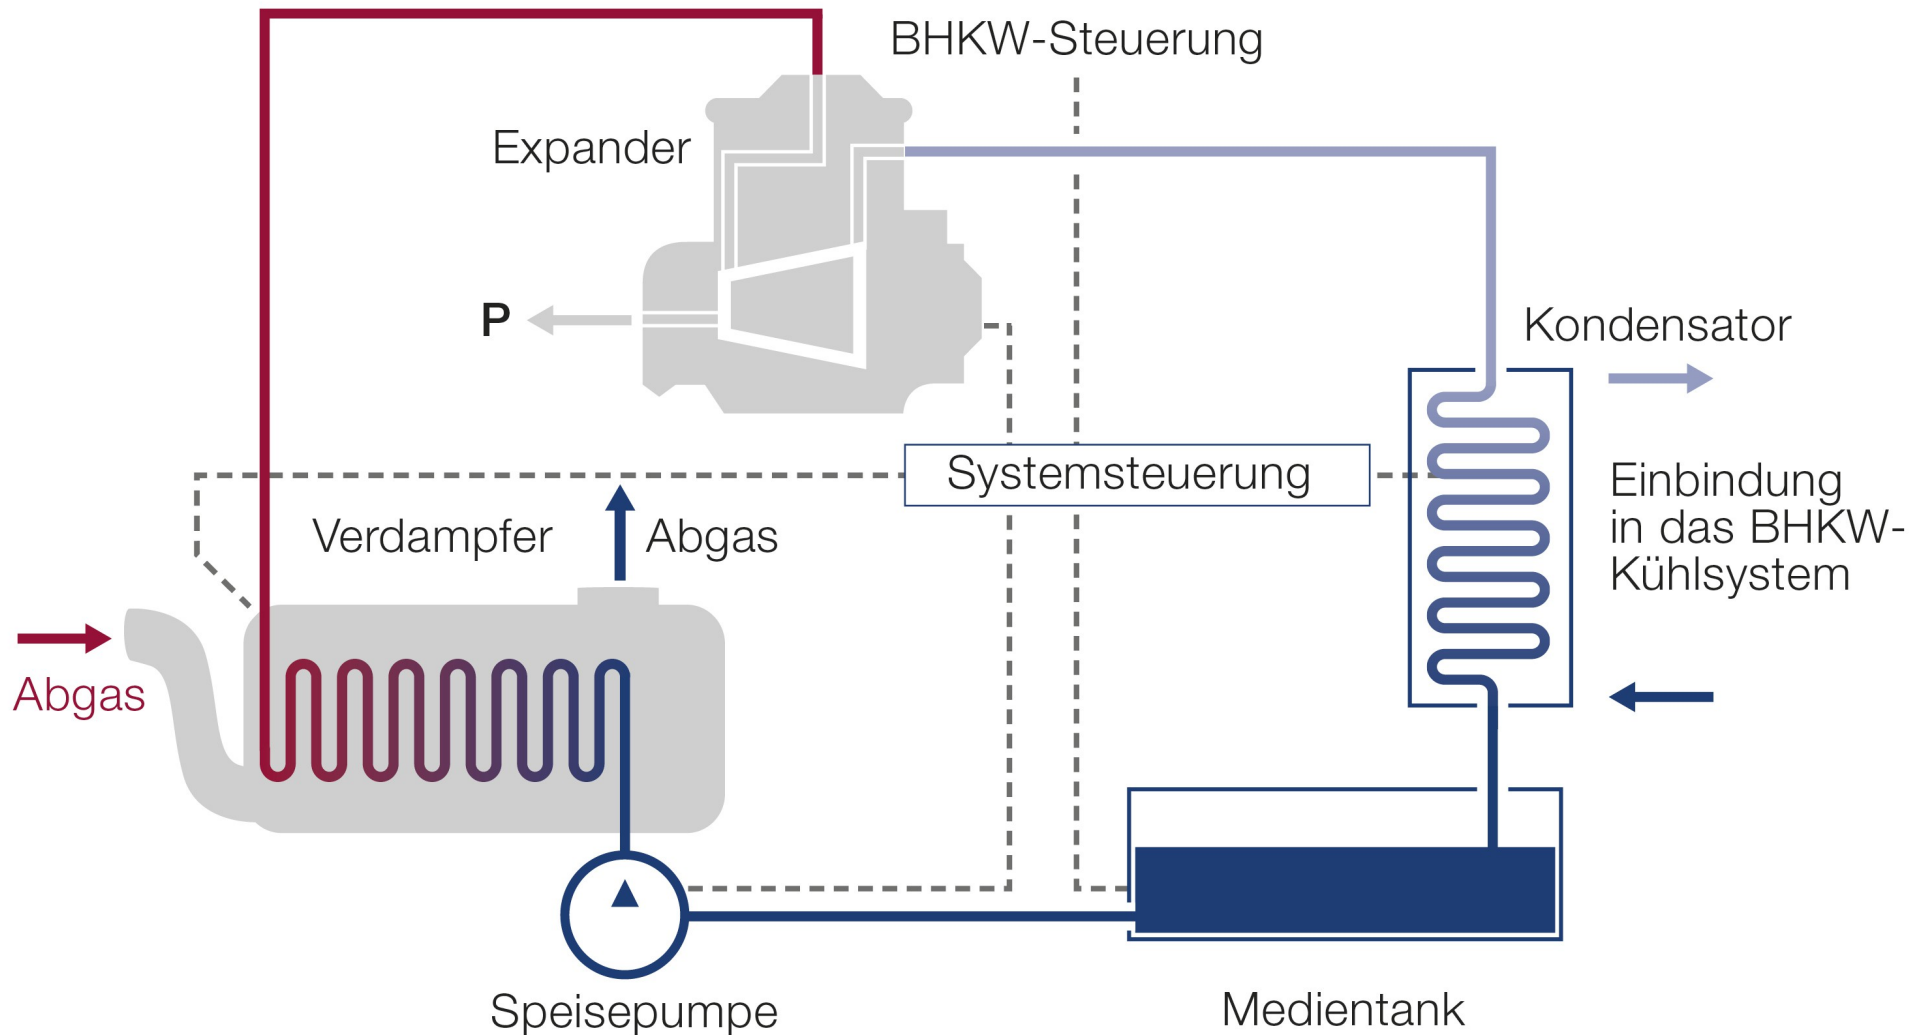 BHKW-Steuerung
Expander
P
Kondensator
Systemsteuerung
Einbindung
in das BHKW-
Kühlsystem
Verdampfer
Abgas
Abgas
Speisepumpe
Medientank